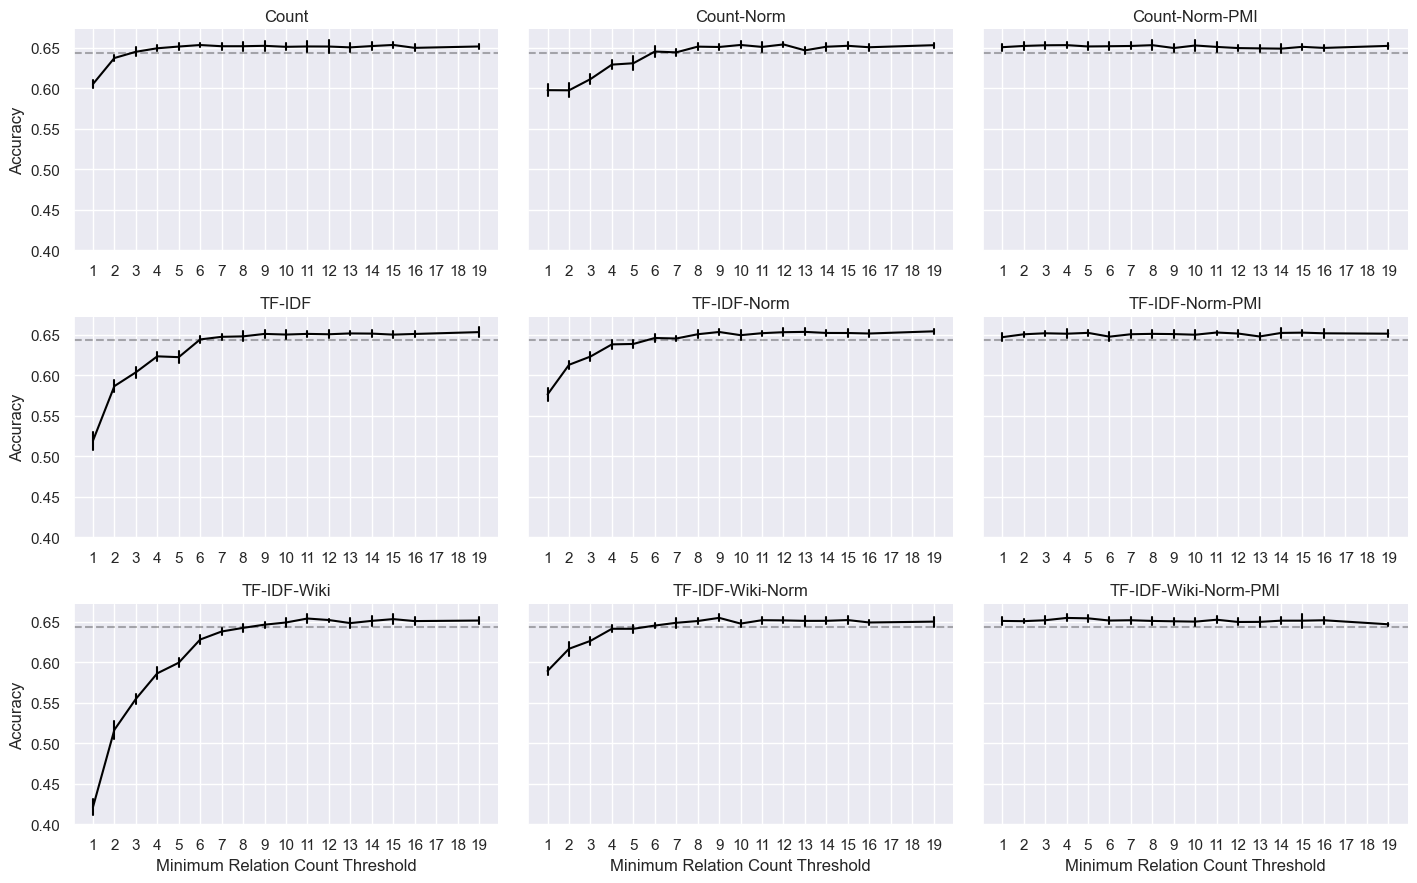 Count Count-Norm Count-Norm-PMI
Accuracy
0.65
0.60
0.55
0.50
0.45
0.40
1 2 3 4 5 6 7 8 9 10 11 12 13 14 15 16 17 18 19
1 2 3 4 5 6 7 8 9 10 11 12 13 14 15 16 17 18 19
1 2 3 4 5 6 7 8 9 10 11 12 13 14 15 16 17 18 19
TF-IDF TF-IDF-Norm TF-IDF-Norm-PMI
Accuracy
0.65
0.60
0.55
0.50
0.45
0.40
1 2 3 4 5 6 7 8 9 10 11 12 13 14 15 16 17 18 19
1 2 3 4 5 6 7 8 9 10 11 12 13 14 15 16 17 18 19
1 2 3 4 5 6 7 8 9 10 11 12 13 14 15 16 17 18 19
TF-IDF-Wiki TF-IDF-Wiki-Norm TF-IDF-Wiki-Norm-PMI
Accuracy
0.65
0.60
0.55
0.50
0.45
0.40
1 2 3 4 5 6 7 8 9 10 11 12 13 14 15 16 17 18 19
1 2 3 4 5 6 7 8 9 10 11 12 13 14 15 16 17 18 19
1 2 3 4 5 6 7 8 9 10 11 12 13 14 15 16 17 18 19
Minimum Relation Count Threshold Minimum Relation Count Threshold Minimum Relation Count Threshold